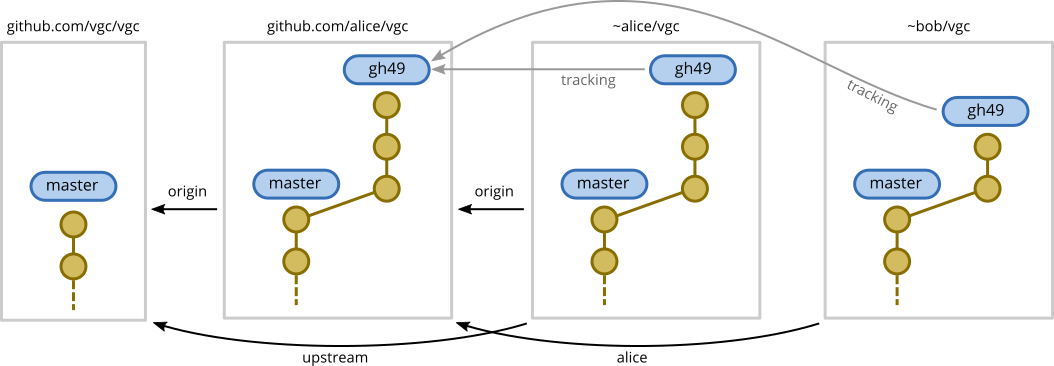 github.com/vgc/vgc
github.com/alice/vgc
~alice/vgc
~bob/vgc
gh49
gh49
tracking
tracking
gh49
master
origin
master
origin
master
master
upstream
alice